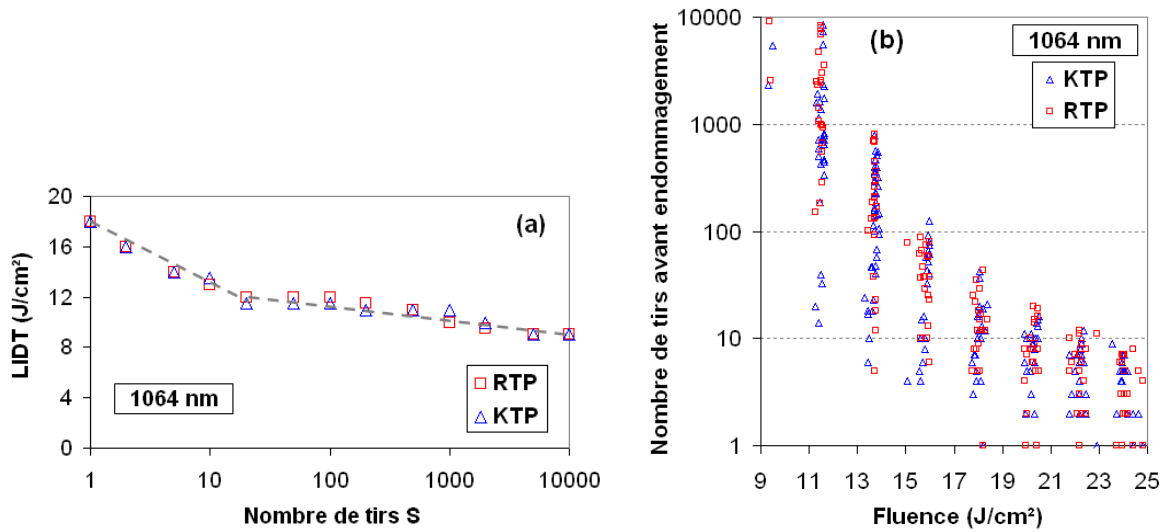 20
16
12
8
4
0
LIDT (J/cm²)
(a)
1064 nm
RTP
KTP
1 10 100 1000 10000
Nombre de tirs S
10000
1000
100
10
1
Nombre de tirs avant endommagement
(b)
1064 nm
KTP
RTP
9 11 13 15 17 19 21 23 25
Fluence (J/cm²)